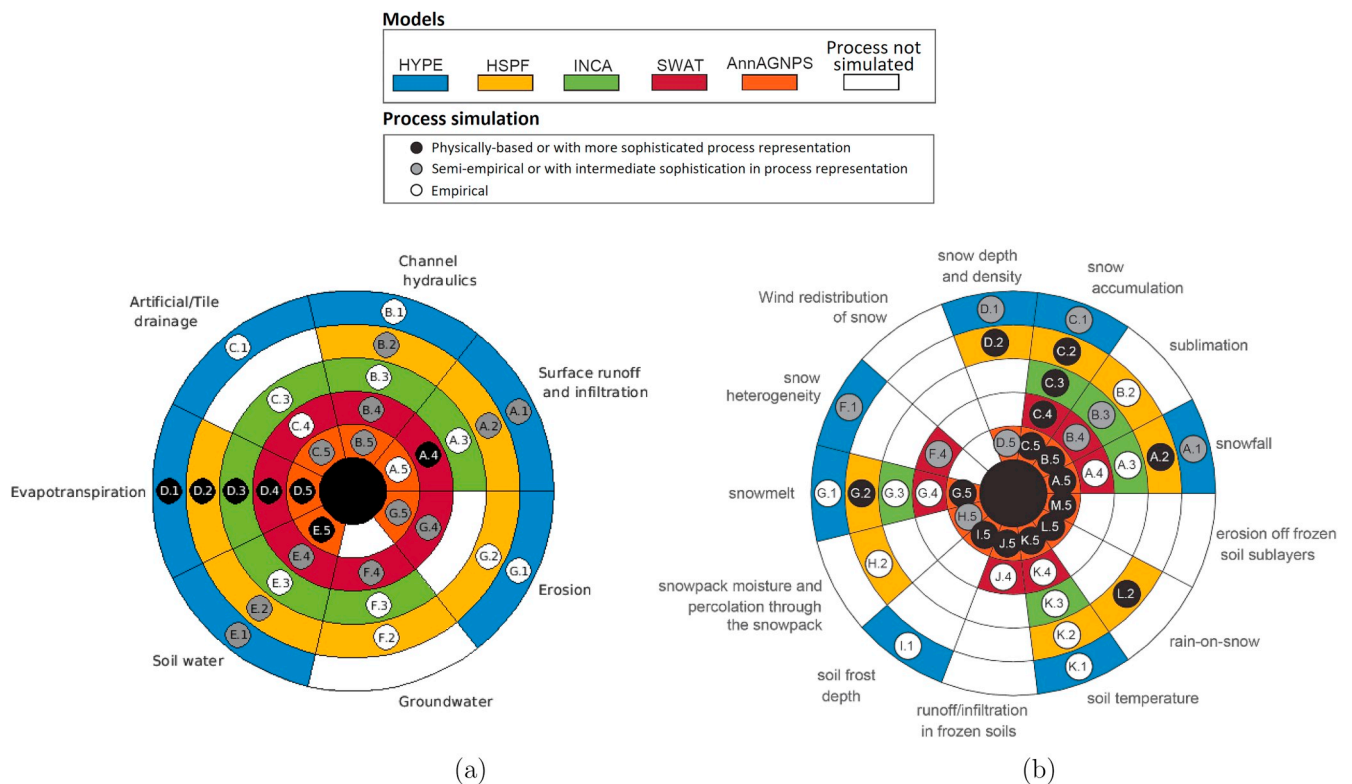 Models
HYPE HSPF INCA SWAT AnnAGNPS Process not
simulated
Process simulation
Physically-based or with more sophisticated process representation
Semi-empirical or with intermediate sophistication in process representation
Empirical
Channel
hydraulics
Artificial/Tile
drainage
Surface runoff
and infiltration
Evapotranspiration
Soil water
Groundwater
Erosion
B.1
C.1
B.2
B.3
A.1
A.2
C.3
C.4
B.4
A.3
C.5
B.5
A.4
A.5
D.1 D.2 D.3 D.4 D.5
G.5
E.5
G.4
E.4
G.2
F.4
G.1
E.3
F.3
E.2
E.1
F.2
(a)
snow depth
and density
snow
accumulation
Wind redistribution
of snow
sublimation
snow
heterogeneity
snowfall
snowmelt
erosion off frozen
soil sublayers
snowpack moisture and
percolation through
the snowpack
rain-on-snow
soil frost
depth
soil temperature
runoff/infiltration
in frozen soils
D.1
C.1
D.2
C.2
C.3
B.2
F.1
C.4
B.3
B.4
A.1
A.2
D.5
C.5
F.4
B.5
A.4
A.3
A.5
G.1 G.2 G.3 G.4 G.5
M.5
H.5
L.5
I.5
J.5
K.5
H.2
J.4
K.4
L.2
K.3
K.2
I.1
K.1
(b)